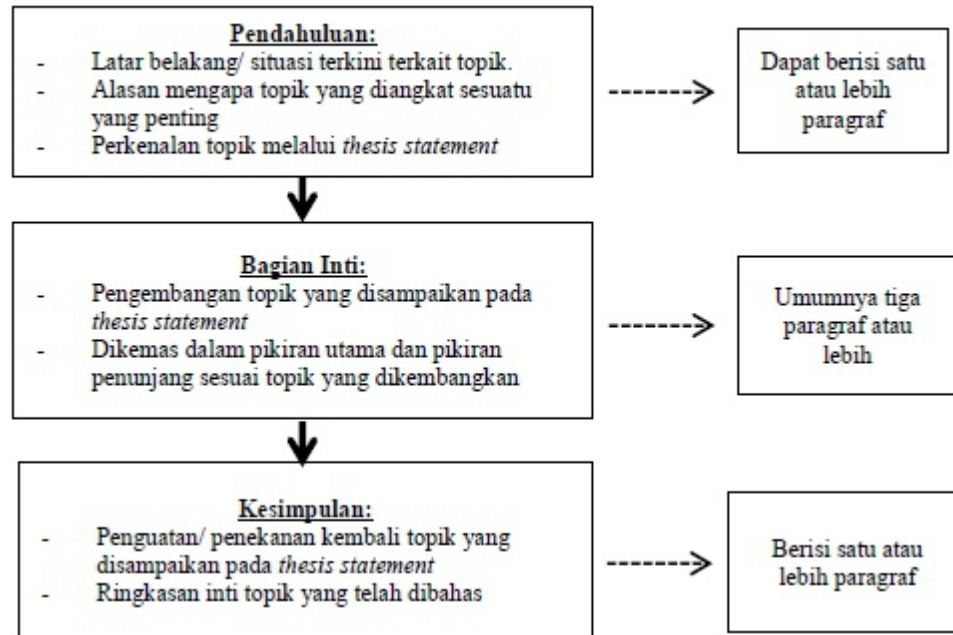 Pendahuluan:
- Latar belakang/ situasi terkini terkait topik.
- Alasan mengapa topik yang diangkat sesuatu
yang penting
- Perkenalan topik melalui thesis statement
Dapat berisi satu
atau lebih
paragraf
Bagian Inti:
- Pengembangan topik yang disampaikan pada
thesis statement
- Dikemas dalam pikiran utama dan pikiran
penunjang sesuai topik yang dikembangkan
Umumnya tiga
paragraf atau
lebih
Kesimpulan:
- Penguatan/ penekanan kembali topik yang
disampaikan pada thesis statement
- Ringkasan inti topik yang telah dibahas
Berisi satu atau
lebih paragraf